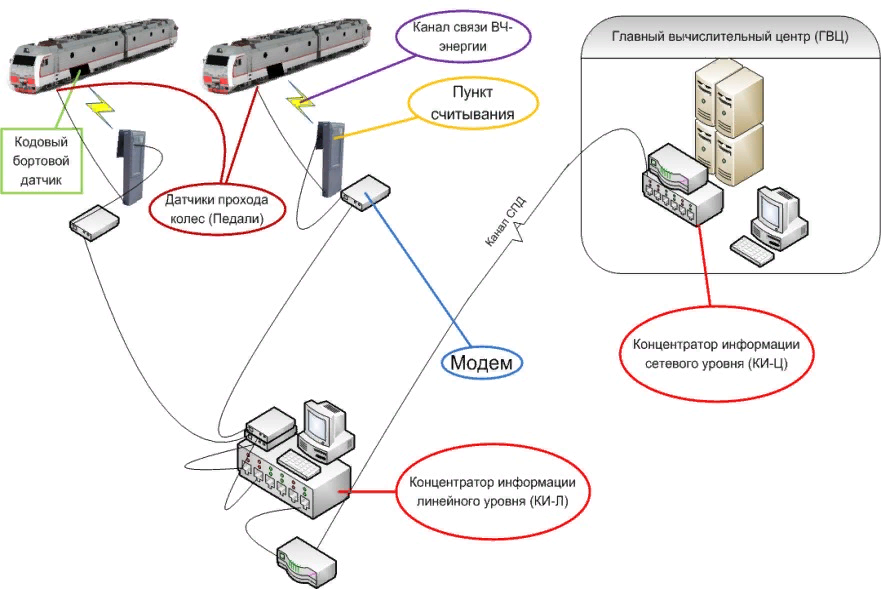 Канал связи ВЧ-
энергии
Главный вычислительный центр (ГВЦ)
Пункт
считывания
Кодовый
бортовой
датчик
Датчики прохода
колес (Педали)
Канал СПД
Модем
Концентратор информации
сетевого уровня (КИ-Ц)
Концентратор информации
линейного уровня (КИ-Л)